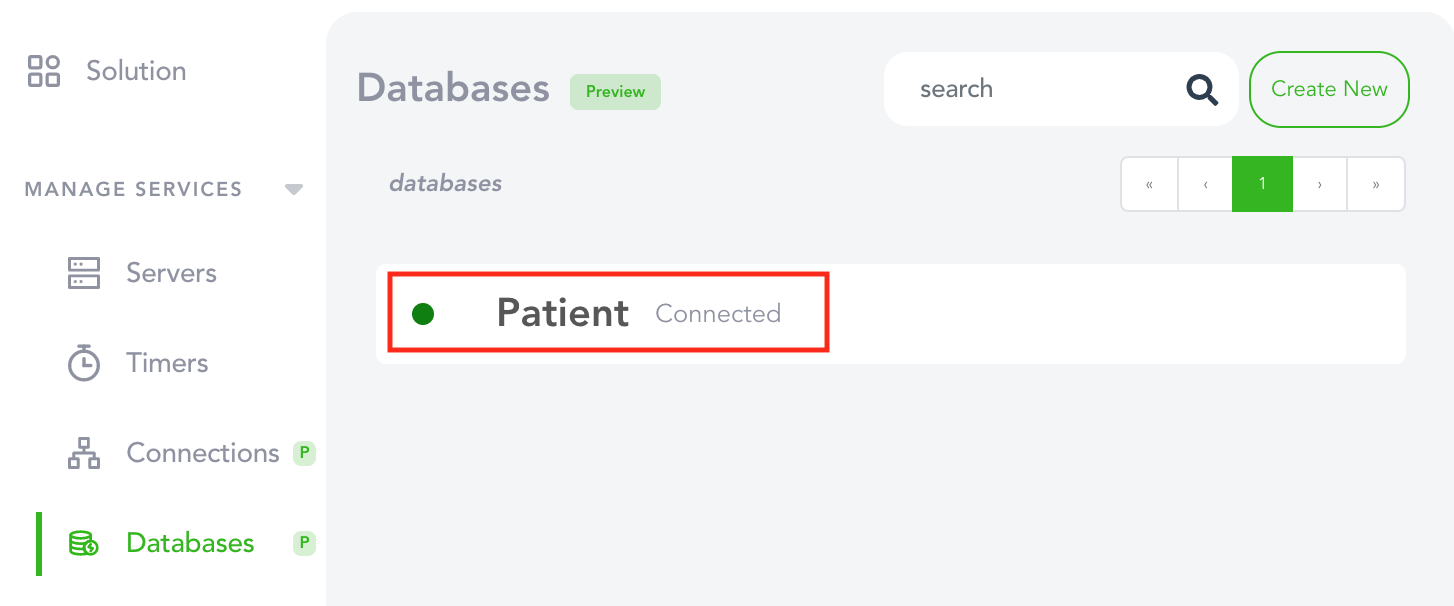 Solution
MANAGE SERVICES
Servers
Timers
Connections P
Databases P
Databases Preview
search
Create New
databases
« ‹ 1 › »
Patient Connected